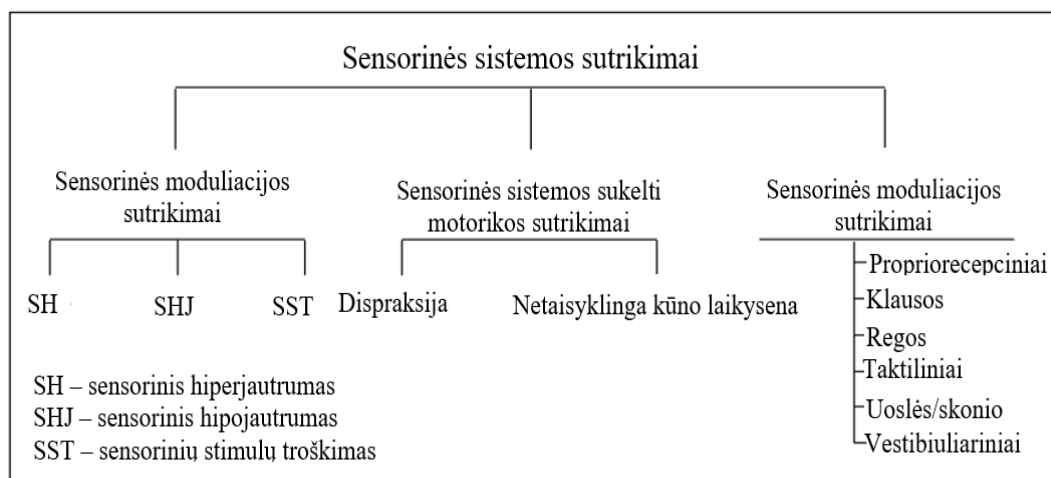 Sensorinės sistemos sutrikimai
Sensorinės moduliacijos
sutrikimai
Sensorinės sistemos sukelti
motorikos sutrikimai
Sensorinės moduliacijos
sutrikimai
SH
SHJ
SST
Dispraksija
Netaisyklinga kūno laikysena
Propriorecepciniai
Klausos
Regos
Taktiliniai
Uoslės/skonio
Vestibiuliariniai
SH – sensorinis hiperjautrumas
SHJ – sensorinis hipojautrumas
SST – sensorinių stimulų troškimas